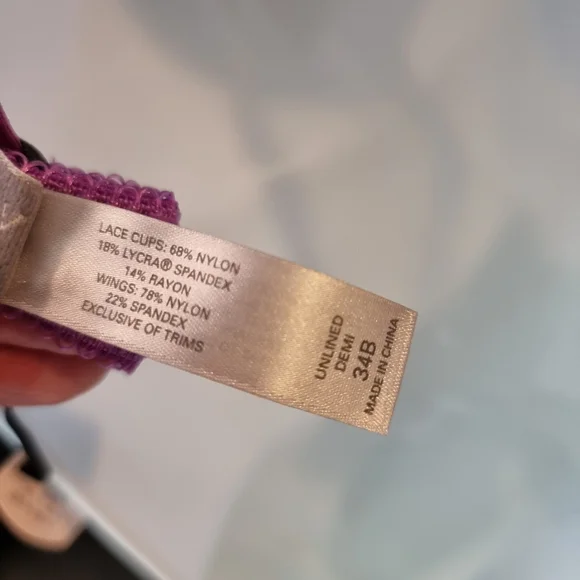 LACE CUPS: 68% NYLON
18% LYCRA® SPANDEX
14% RAYON
WINGS: 78% NYLON
22% SPANDEX
EXCLUSIVE OF TRIMS
UNLINED
DEMI
34B
MADE IN CHINA